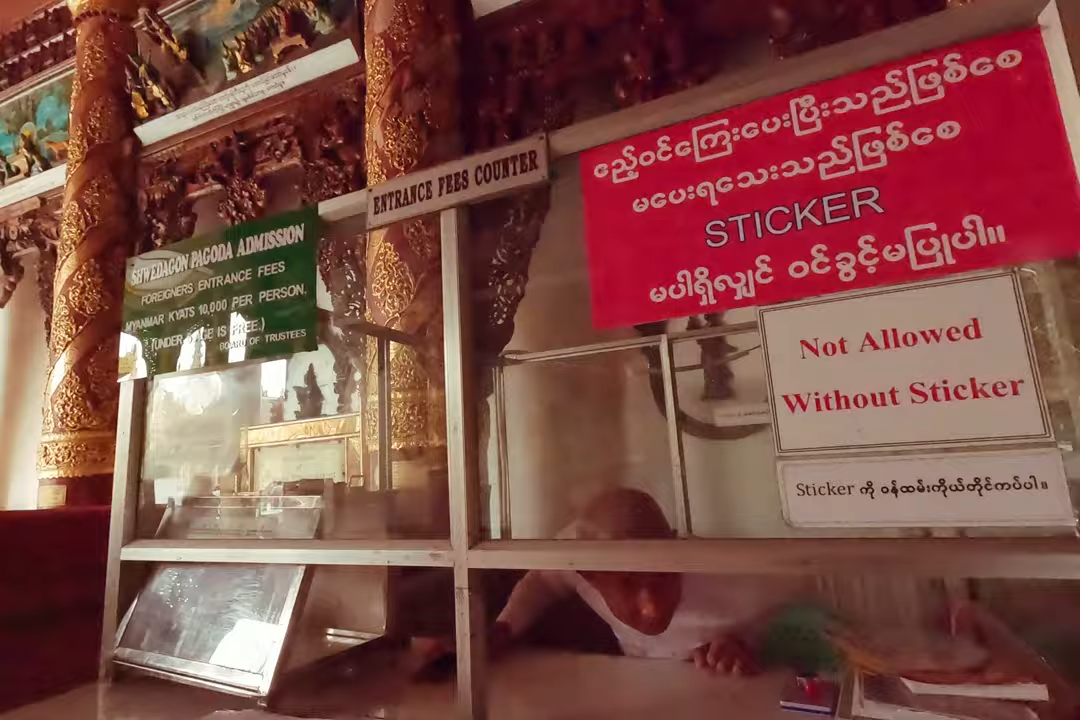 ENTRANCE FEES COUNTER
SHWEDAGON PAGODA ADMISSION
FOREIGNERS ENTRANCE FEES
MYANMAR KYATS 10,000 PER PERSON.
(UNDER AGE IS FREE.)
BOARD OF TRUSTEES
ဧည့်ဝင်ကြေးပေးပြီးသည်ဖြစ်စေ
မပေးရသေးသည်ဖြစ်စေ
STICKER
မပါရှိလျှင် ဝင်ခွင့်မပြုပါ။
Not Allowed
Without Sticker
Sticker ကို ဝန်ထမ်းကိုယ်တိုင်ကပ်ပါ။